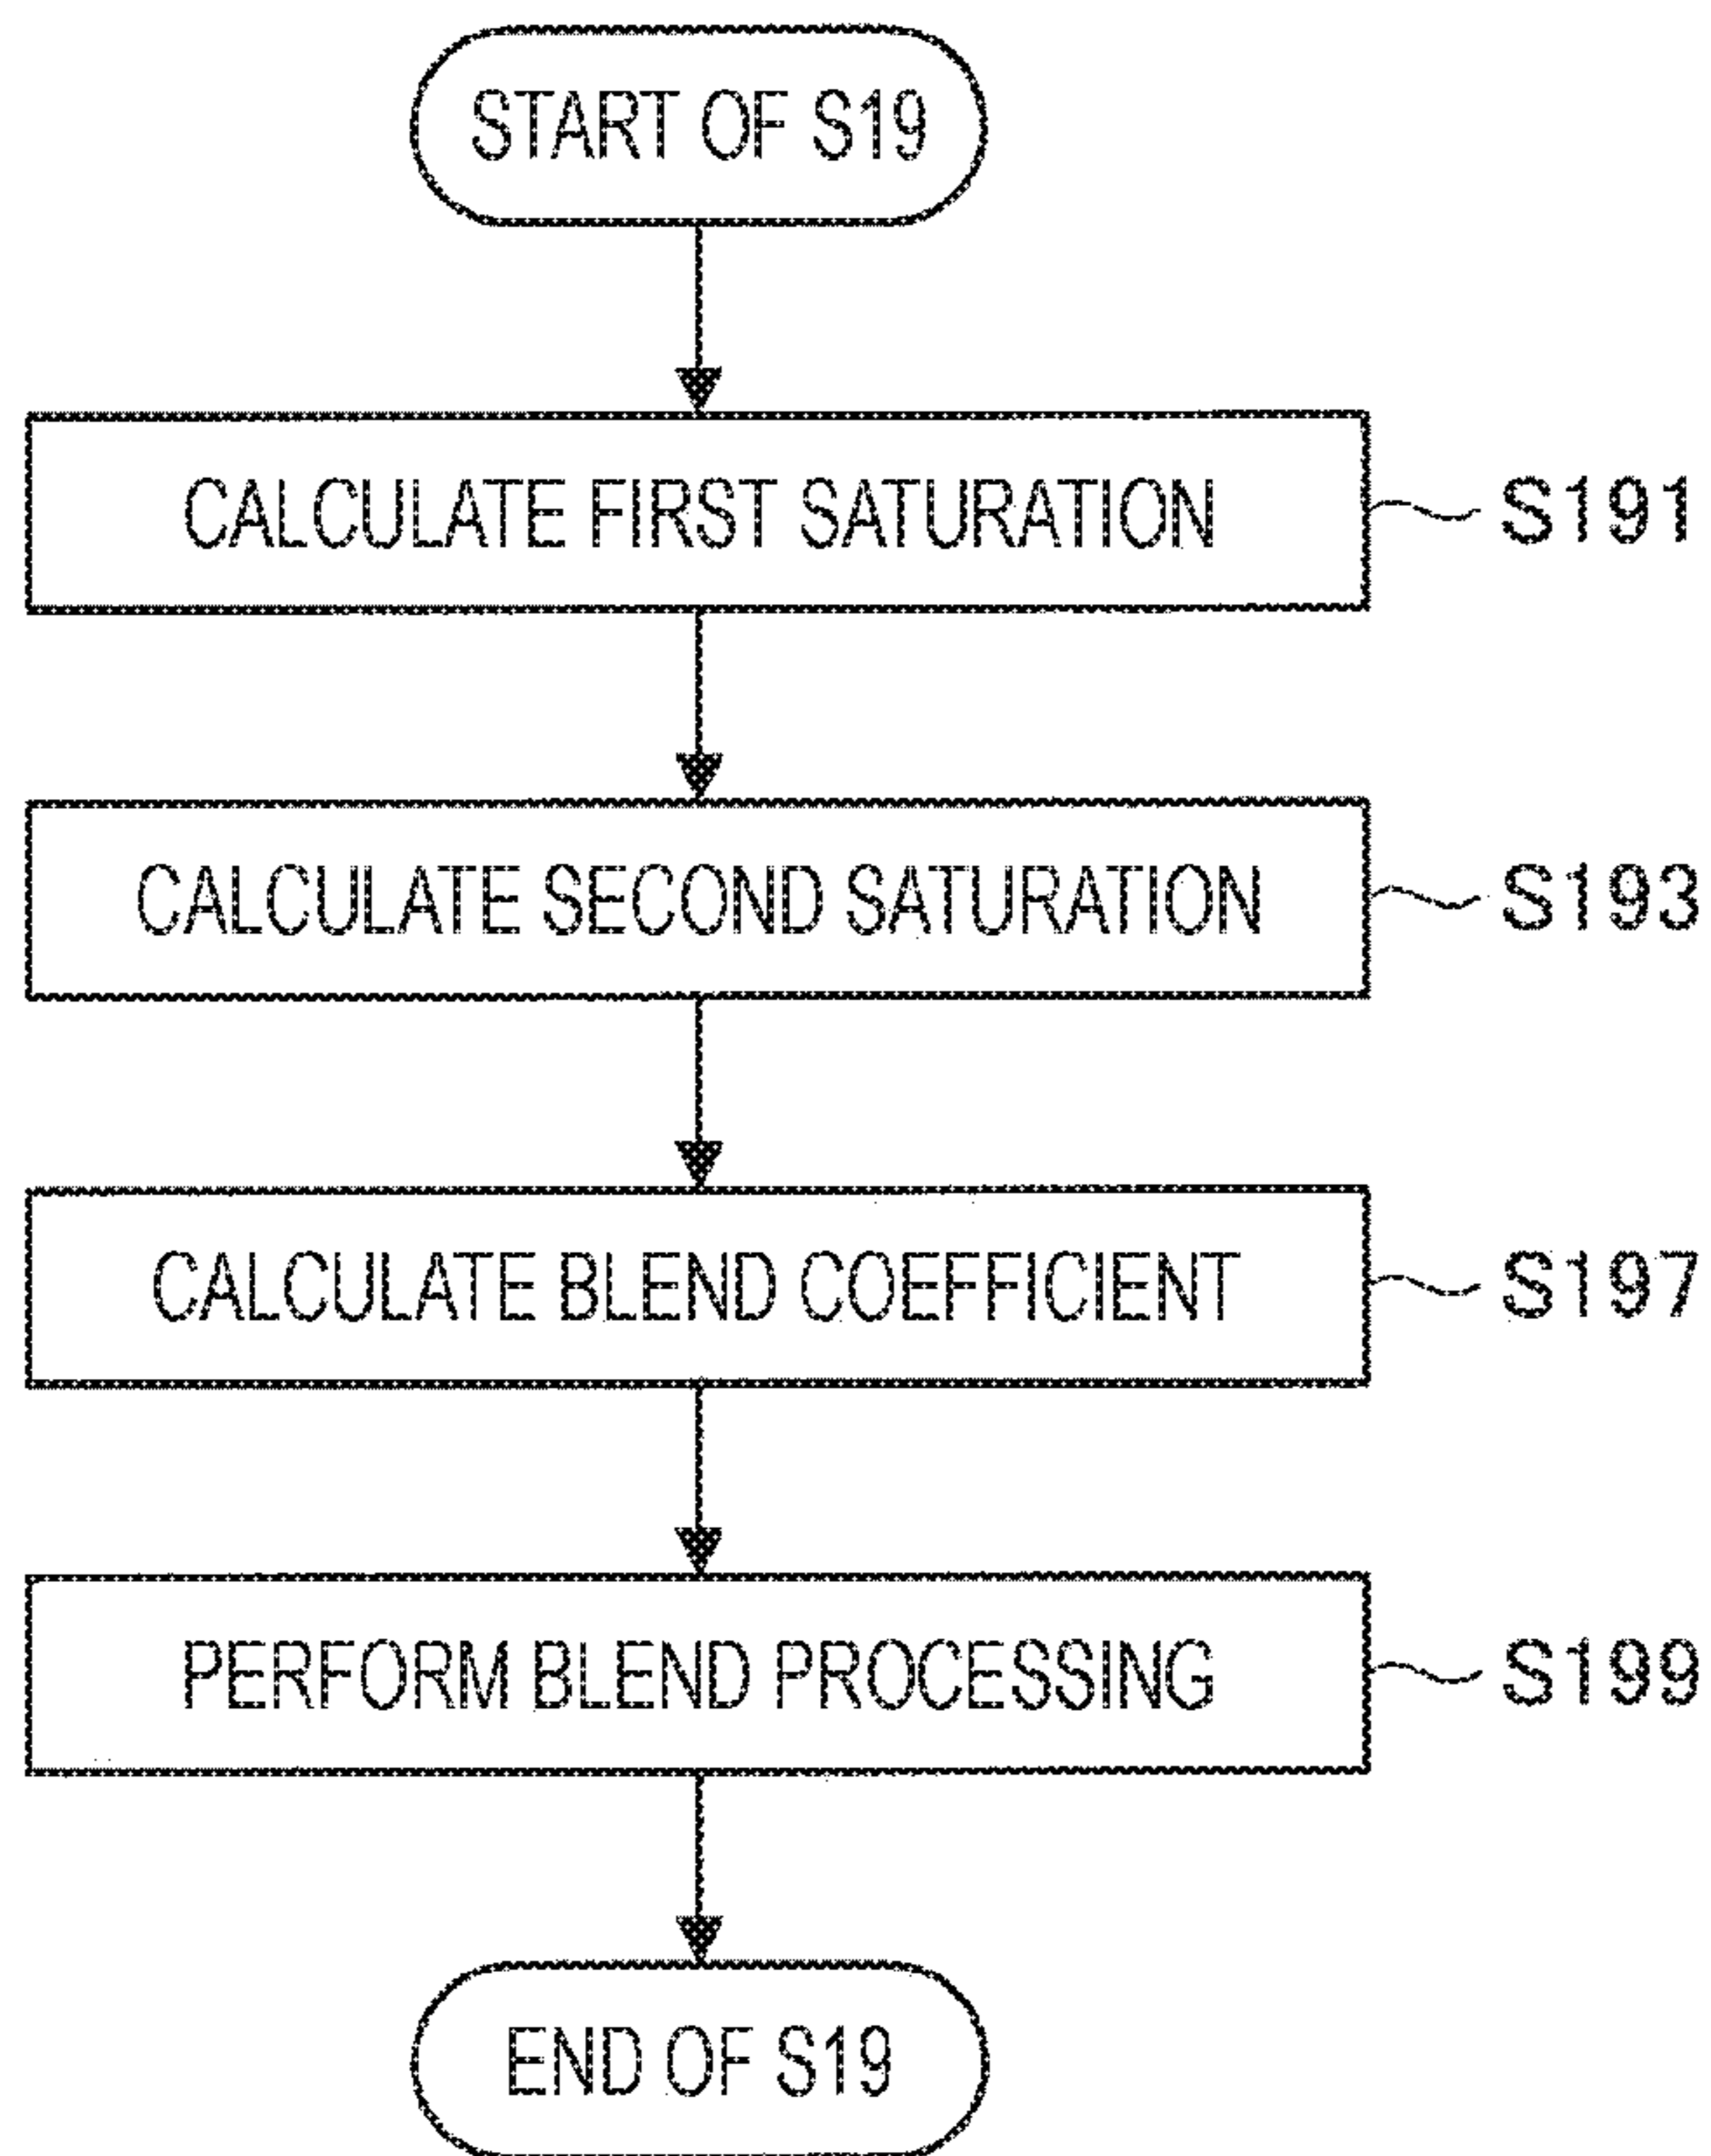 START OF S19
CALCULATE FIRST SATURATION
S191
CALCULATE SECOND SATURATION
S193
CALCULATE BLEND COEFFICIENT
S197
PERFORM BLEND PROCESSING
S199
END OF S19